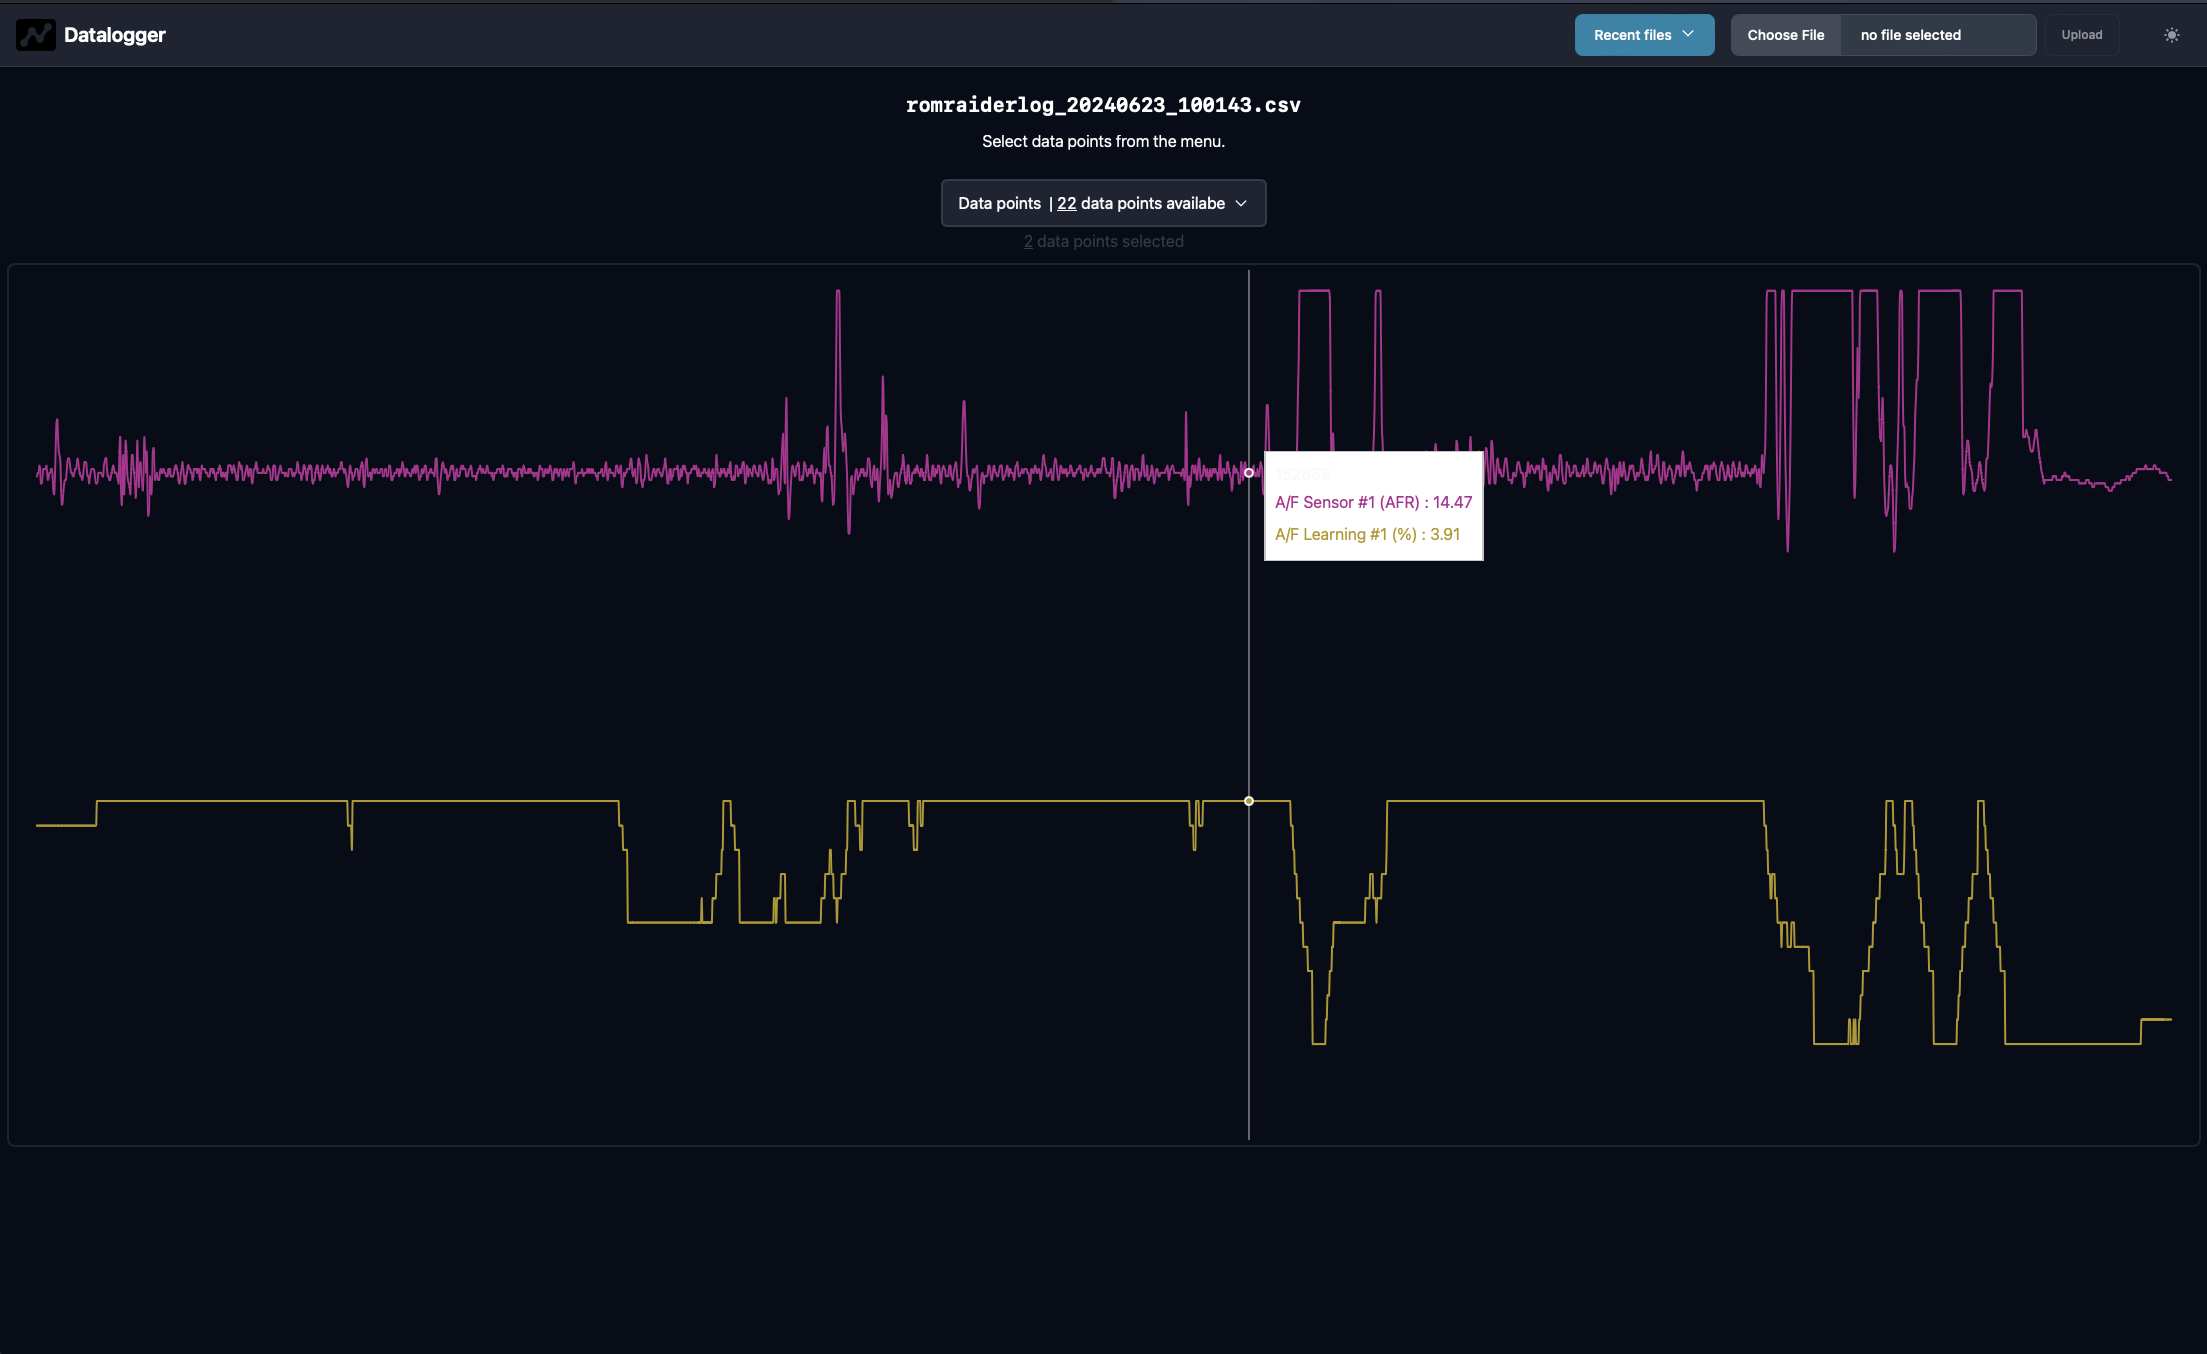 Datalogger
Recent files
Choose File
no file selected
Upload
romraiderlog_20240623_100143.csv
Select data points from the menu.
Data points | 22 data points availabe
2 data points selected
152859
A/F Sensor #1 (AFR) : 14.47
A/F Learning #1 (%) : 3.91